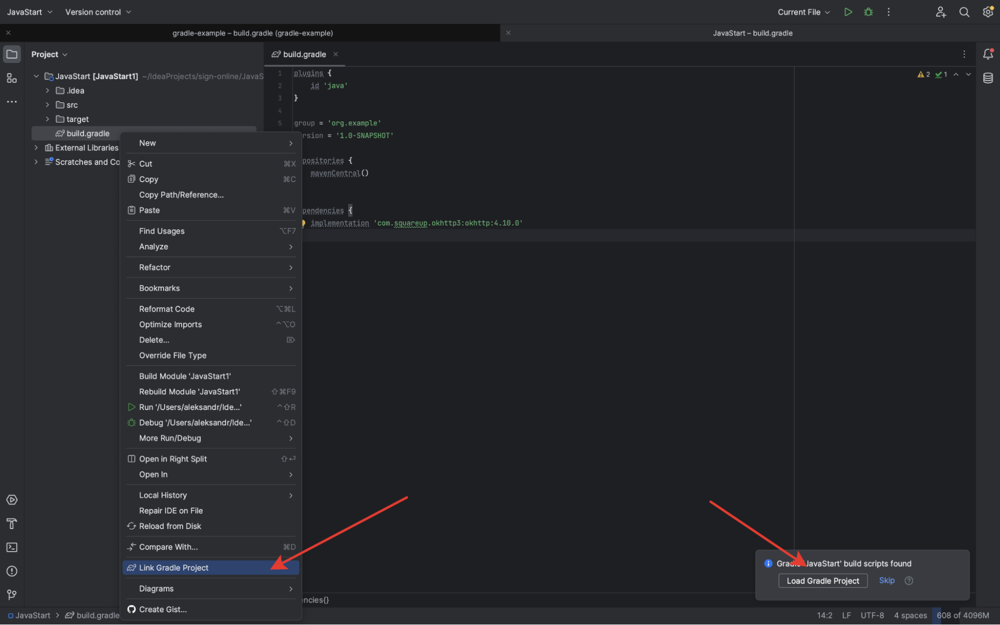 JavaStart
Version control
Current File
gradle-example – build.gradle (gradle-example)
JavaStart – build.gradle
Project
JavaStart [JavaStart1] ~/IdeaProjects/sign-online/JavaS
.idea
src
target
build.gradle
External Libraries
Scratches and Co
New
Cut ⌘X
Copy ⌘C
Copy Path/Reference...
Paste ⌘V
Find Usages ⌥F7
Analyze
Refactor
Bookmarks
Reformat Code ⌥⌘L
Optimize Imports ^⌥O
Delete... ⌦
Override File Type
Build Module 'JavaStart1'
Rebuild Module 'JavaStart1' ⇧⌘F9
Run '/Users/aleksandr/Ide...' ^⇧R
Debug '/Users/aleksandr/Ide...' ^⇧D
More Run/Debug
Open in Right Split ⇧⏎
Open In
Local History
Repair IDE on File
Reload from Disk
Compare With... ⌘D
Link Gradle Project
Diagrams
Create Gist...
build.gradle
1 plugins {
2 id 'java'
3 }
4
5 group = 'org.example'
rsion = '1.0-SNAPSHOT'
positories {
mavenCentral()
pendencies {
implementation 'com.squareup.okhttp3:okhttp:4.10.0'
2 1
encies{}
Gradle 'JavaStart' build scripts found
Load Gradle Project Skip
JavaStart > build.gradle
14:2 LF UTF-8 4 spaces 608 of 4096M